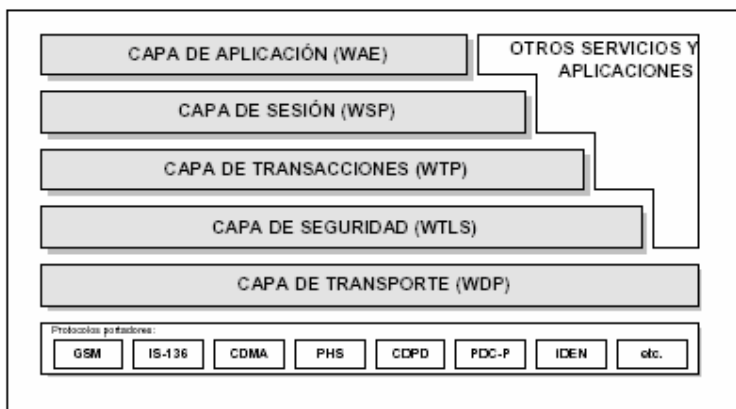 CAPA DE APLICACIÓN (WAE)
OTROS SERVICIOS Y
APLICACIONES
CAPA DE SESIÓN (WSP)
CAPA DE TRANSACCIONES (WTP)
CAPA DE SEGURIDAD (WTLS)
CAPA DE TRANSPORTE (WDP)
Protocolos portadores:
GSM IS-136 CDMA PHS CDPD PDC-P IDEN etc.